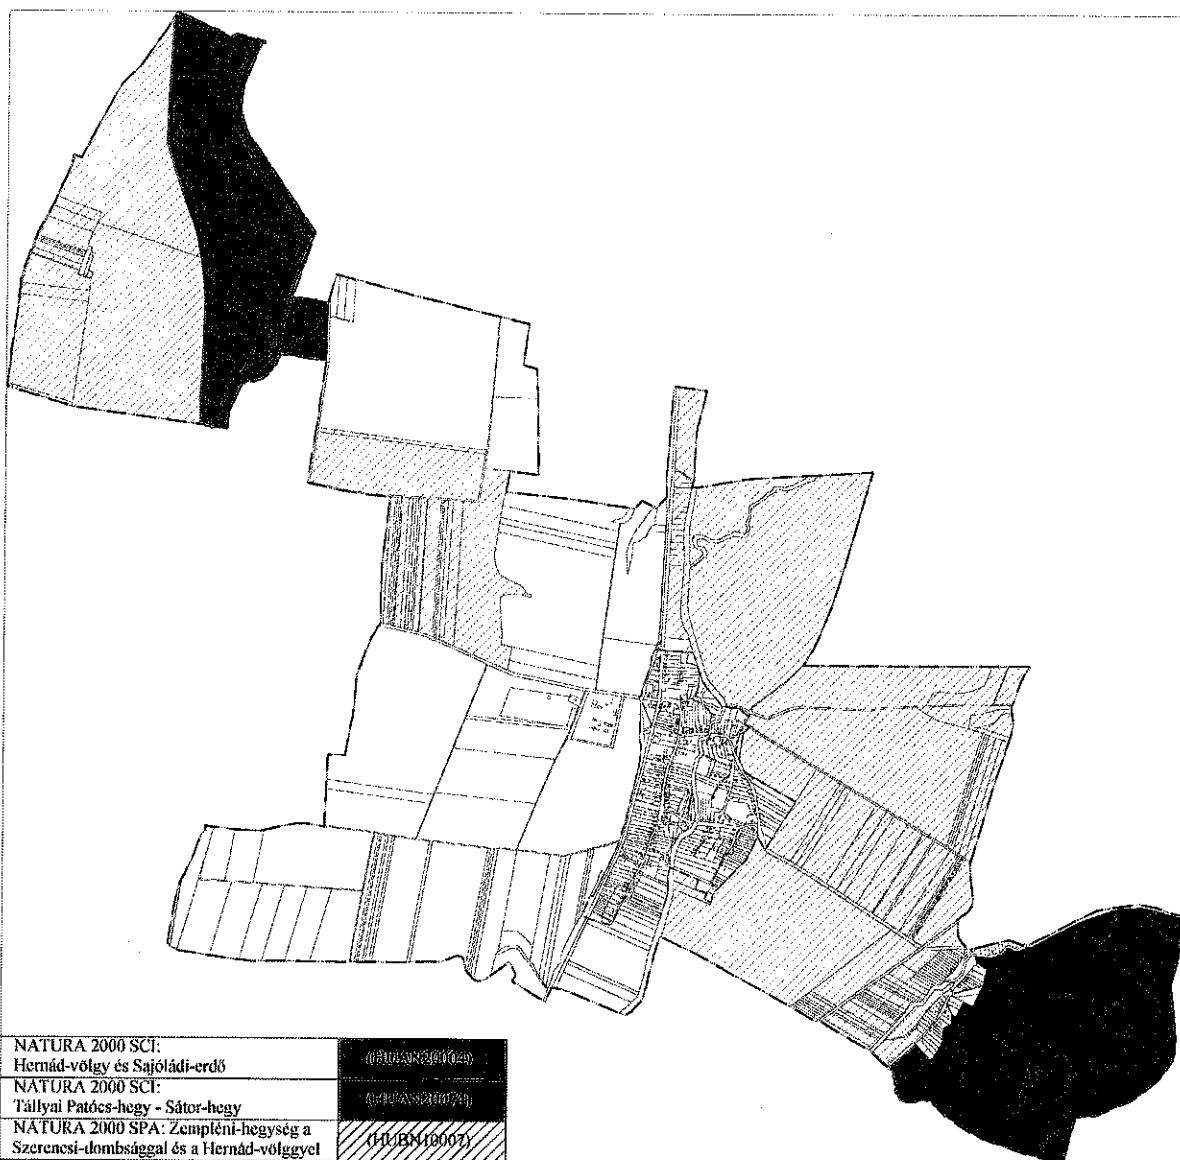 NATURA 2000 SCI:
Hernád-völgy és Sajóládi-erdő
NATURA 2000 SCI:
Tállyai Patócs-hegy - Sátor-hegy
NATURA 2000 SPA: Zempléni-hegység a
Szerencsi-dombsággal és a Hernád-völggyel
(HUBN10007)